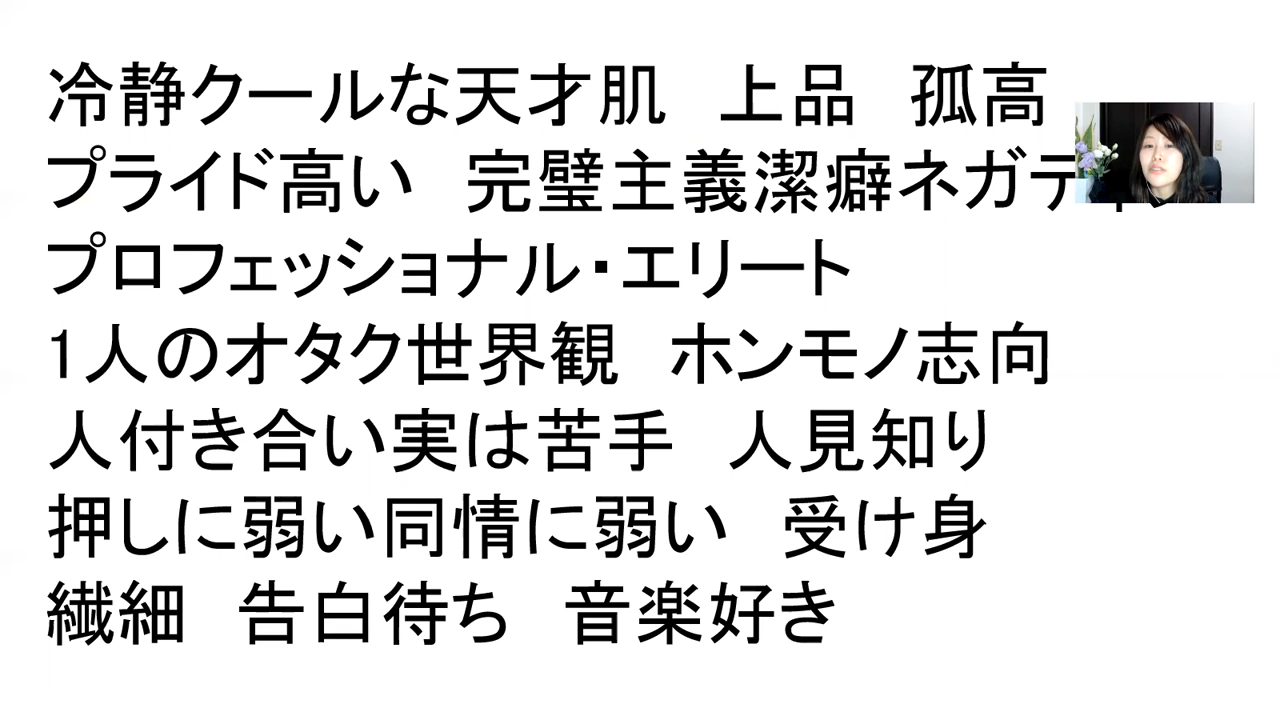 冷静クールな天才肌　上品　孤高
プライド高い　完璧主義潔癖ネガテ
プロフェッショナル・エリート
1人のオタク世界観　ホンモノ志向
人付き合い実は苦手　人見知り
押しに弱い同情に弱い　受け身
繊細　告白待ち　音楽好き